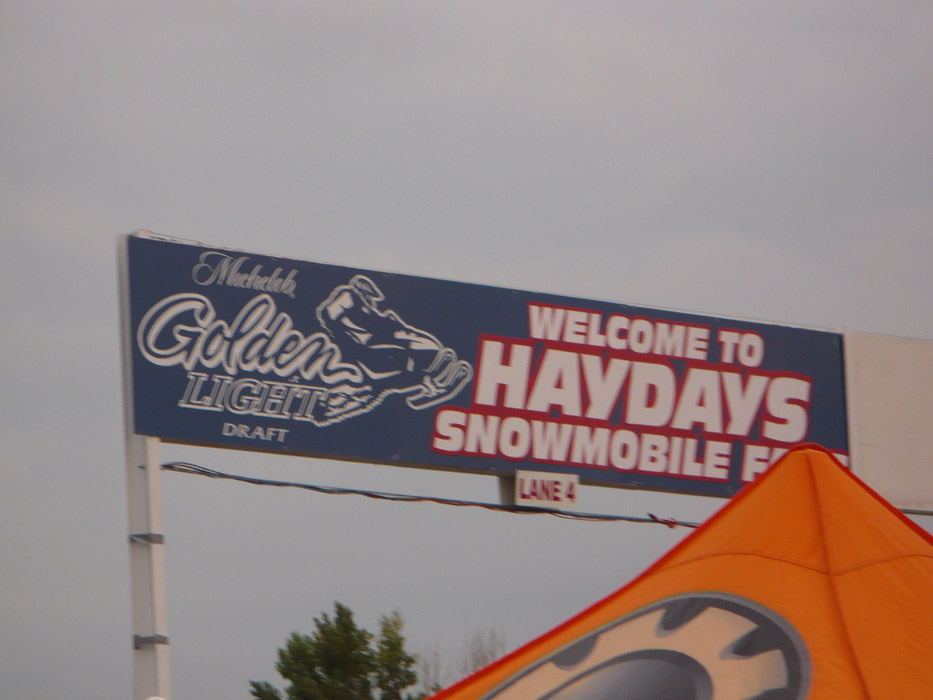 Michelob
Golden
LIGHT
DRAFT
WELCOME TO
HAYDAYS
SNOWMOBILE
LANE 4